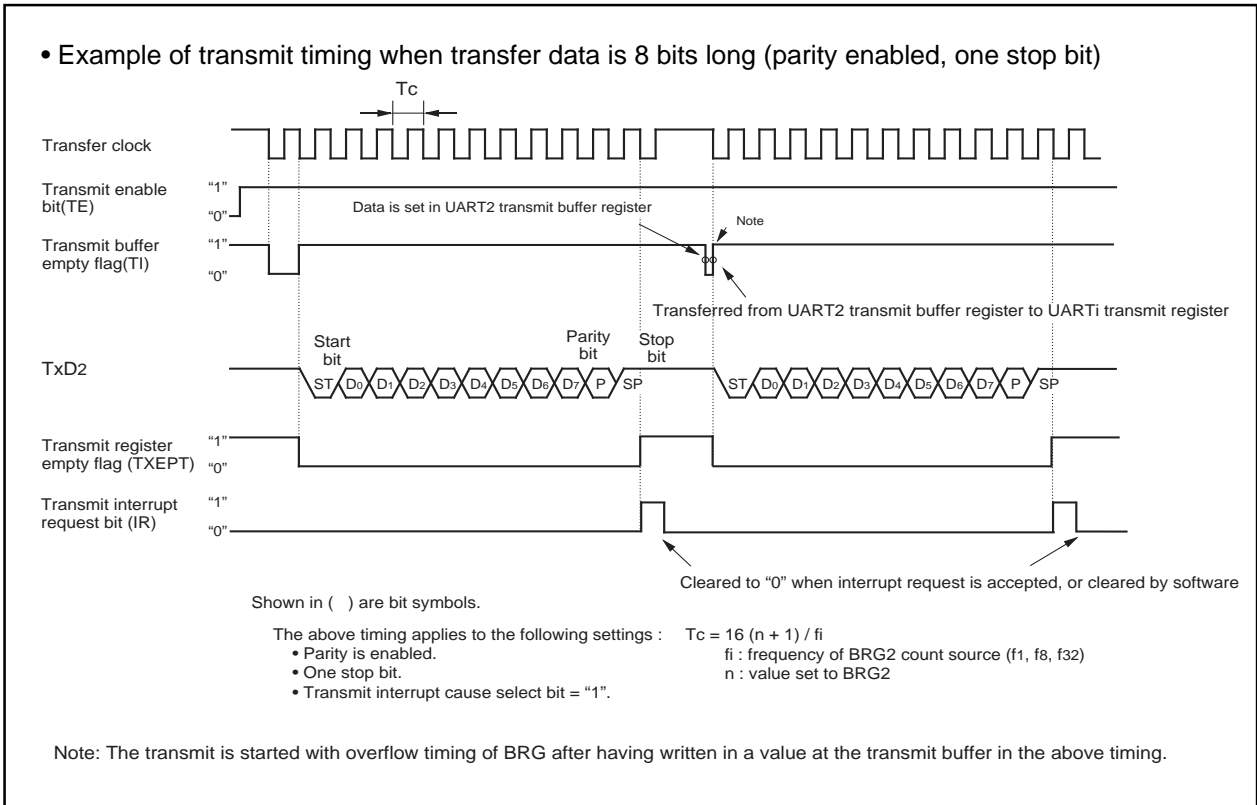 • Example of transmit timing when transfer data is 8 bits long (parity enabled, one stop bit)
Tc
Transfer clock
Transmit enable
bit(TE)
“1”
“0”
Data is set in UART2 transmit buffer register
Note
Transmit buffer
empty flag(TI)
“1”
“0”
Transferred from UART2 transmit buffer register to UARTi transmit register
Start
bit
Parity
bit
Stop
bit
TxD2
ST D0 D1 D2 D3 D4 D5 D6 D7 P SP
ST D0 D1 D2 D3 D4 D5 D6 D7 P SP
Transmit register
empty flag (TXEPT)
“1”
“0”
Transmit interrupt
request bit (IR)
“1”
“0”
Cleared to “0” when interrupt request is accepted, or cleared by software
Shown in ( ) are bit symbols.
The above timing applies to the following settings :
• Parity is enabled.
• One stop bit.
• Transmit interrupt cause select bit = “1”.
Tc = 16 (n + 1) / fi
fi : frequency of BRG2 count source (f1, f8, f32)
n : value set to BRG2
Note: The transmit is started with overflow timing of BRG after having written in a value at the transmit buffer in the above timing.